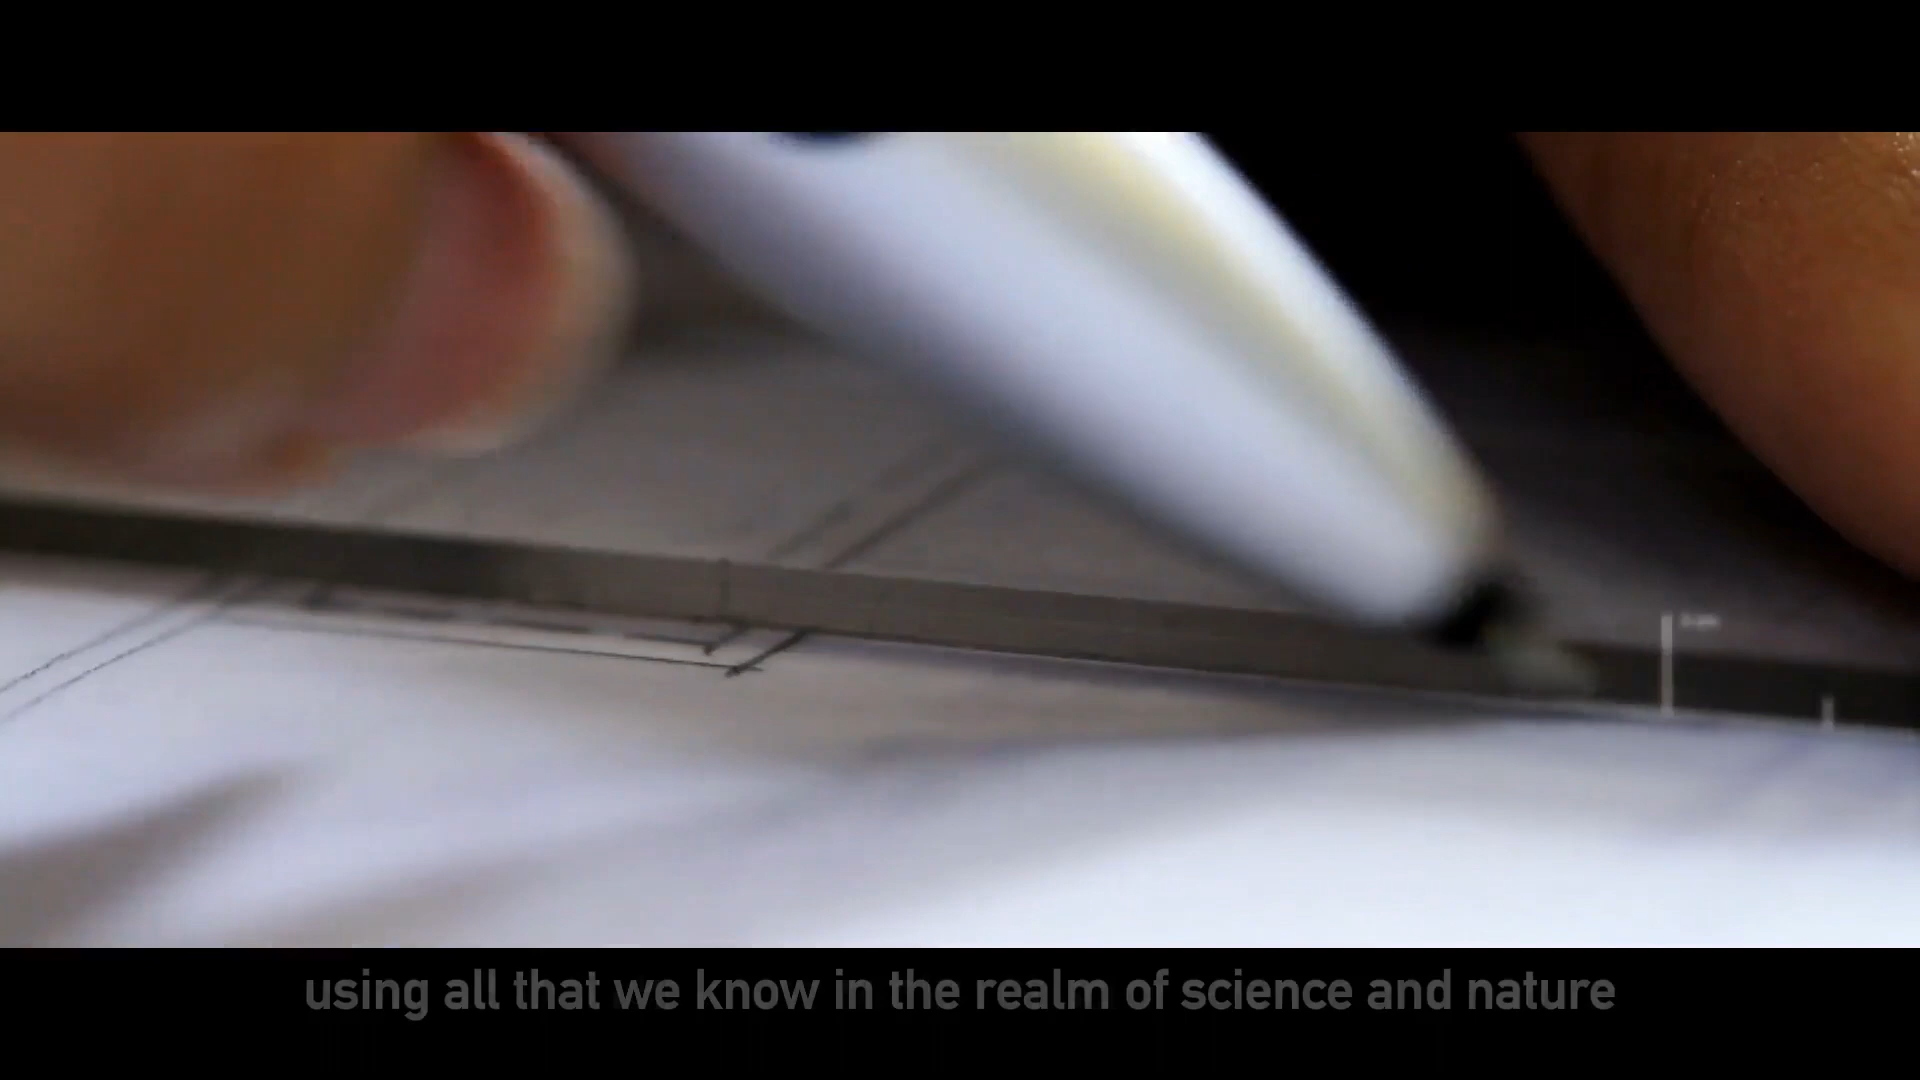 using all that we know in the realm of science and nature